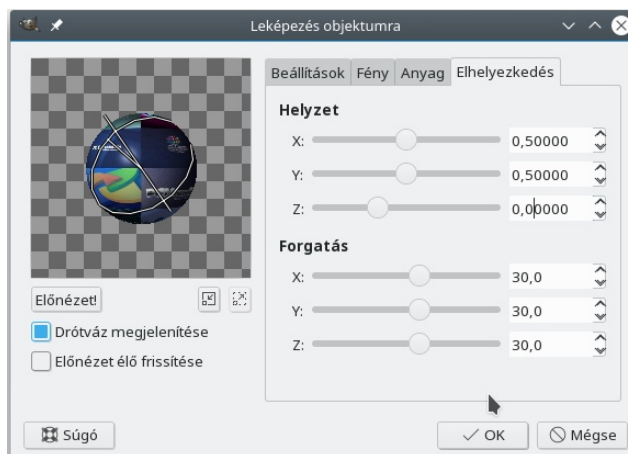 Leképezés objektumra
Beállítások Fény Anyag Elhelyezkedés
Helyzet
X: 0,50000
Y: 0,50000
Z: 0,00000
Forgatás
X: 30,0
Y: 30,0
Z: 30,0
Előnézet!
Drótváz megjelenítése
Előnézet élő frissítése
Súgó
OK
Mégse